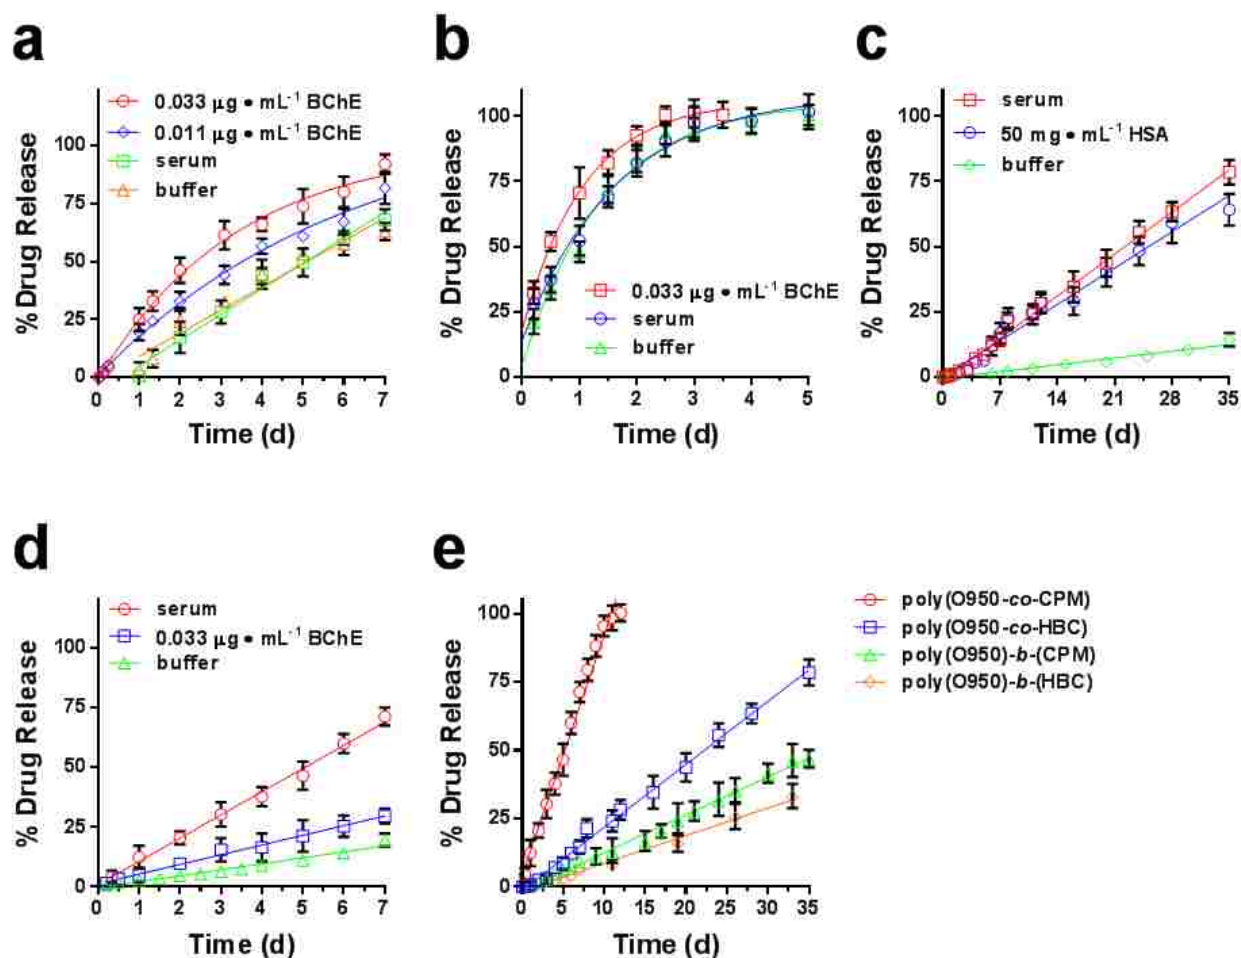 a
0.033 μg • mL⁻¹ BChE
0.011 μg • mL⁻¹ BChE
serum
buffer
% Drug Release
100
75
50
25
0
0 1 2 3 4 5 6 7
Time (d)
b
0.033 μg • mL⁻¹ BChE
serum
buffer
% Drug Release
100
75
50
25
0
0 1 2 3 4 5
Time (d)
c
serum
50 mg • mL⁻¹ HSA
buffer
% Drug Release
100
75
50
25
0
0 7 14 21 28 35
Time (d)
d
serum
0.033 μg • mL⁻¹ BChE
buffer
% Drug Release
100
75
50
25
0
0 1 2 3 4 5 6 7
Time (d)
e
% Drug Release
100
75
50
25
0
0 5 10 15 20 25 30 35
Time (d)
poly(O950-co-CPM)
poly(O950-co-HBC)
poly(O950)-b-(CPM)
poly(O950)-b-(HBC)